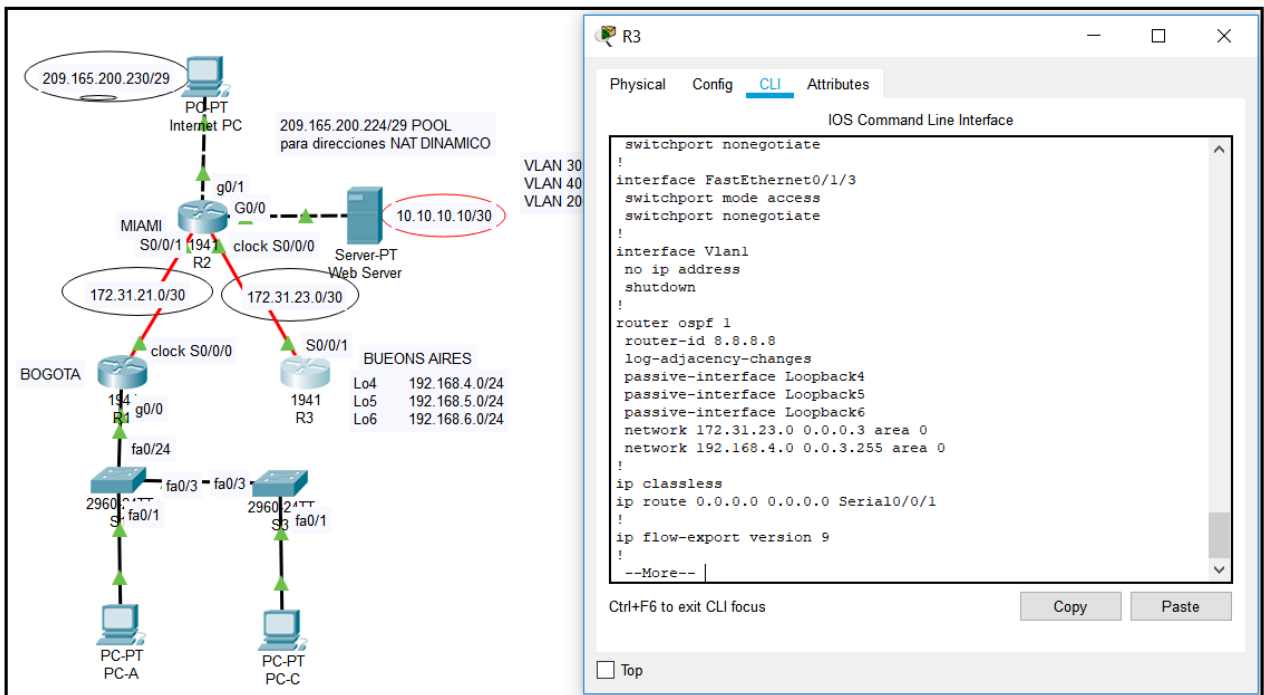 209.165.200.230/29
PC-PT
Internet PC
209.165.200.224/29 POOL
para direcciones NAT DINAMICO
VLAN 30
VLAN 40
VLAN 20
g0/1
G0/0
MIAMI
10.10.10.10/30
S0/0/1
1941
clock S0/0/0
R2
Server-PT
Web Server
172.31.21.0/30
172.31.23.0/30
clock S0/0/0
S0/0/1
BUEONS AIRES
BOGOTA
Lo4 192.168.4.0/24
Lo5 192.168.5.0/24
Lo6 192.168.6.0/24
194
g0/0
R1
1941
R3
fa0/24
fa0/3
fa0/3
fa0/1
S3
fa0/1
PC-PT
PC-A
PC-PT
PC-C
R3
Physical Config CLI Attributes
IOS Command Line Interface
switchport nonegotiate
!
interface FastEthernet0/1/3
switchport mode access
switchport nonegotiate
!
interface Vlan1
no ip address
shutdown
!
router ospf 1
router-id 8.8.8.8
log-adjacency-changes
passive-interface Loopback4
passive-interface Loopback5
passive-interface Loopback6
network 172.31.23.0 0.0.0.3 area 0
network 192.168.4.0 0.0.3.255 area 0
!
ip classless
ip route 0.0.0.0 0.0.0.0 Serial0/0/1
!
ip flow-export version 9
!
--More--
Ctrl+F6 to exit CLI focus
Copy
Paste
Top